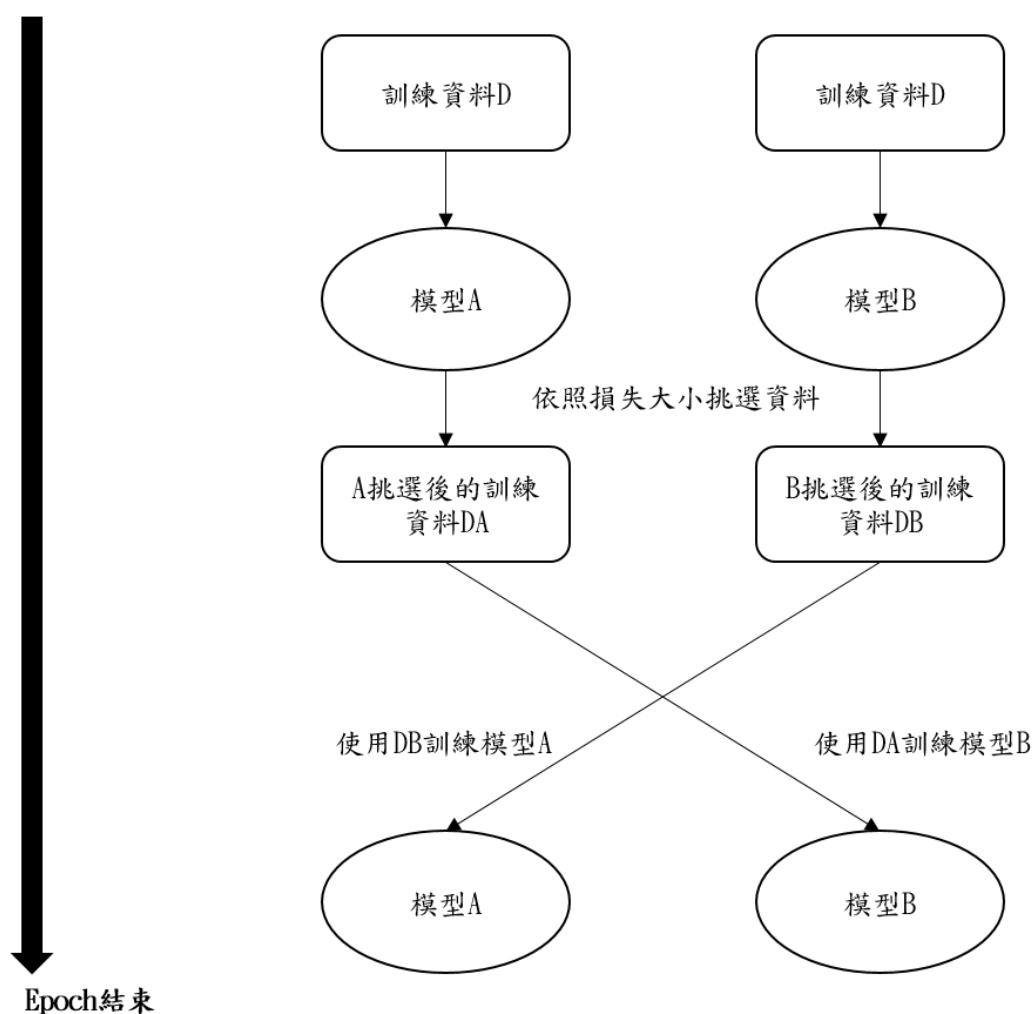 訓練資料D
訓練資料D
模型A
模型B
依照損失大小挑選資料
A挑選後的訓練
資料DA
B挑選後的訓練
資料DB
使用DB訓練模型A
使用DA訓練模型B
模型A
模型B
Epoch結束